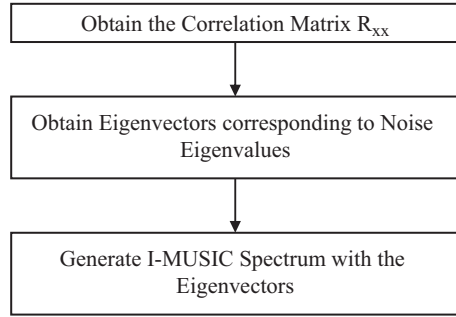 Obtain the Correlation Matrix Rxx
Obtain Eigenvectors corresponding to Noise
Eigenvalues
Generate I-MUSIC Spectrum with the
Eigenvectors